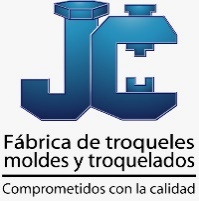 JC
Fábrica de troqueles
moldes y troquelados
Comprometidos con la calidad